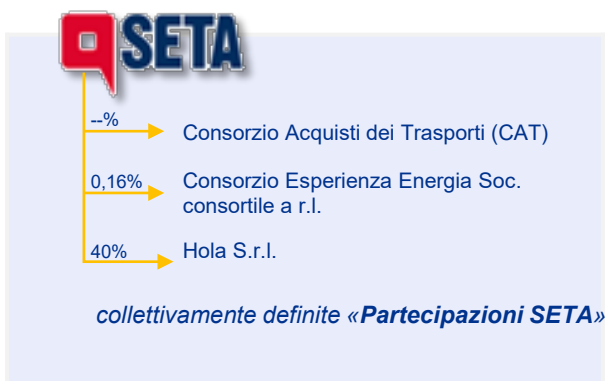 SETA
--% Consorzio Acquisti dei Trasporti (CAT)
0,16% Consorzio Esperienza Energia Soc.
consortile a r.l.
40% Hola S.r.l.
collettivamente definite «Partecipazioni SETA»